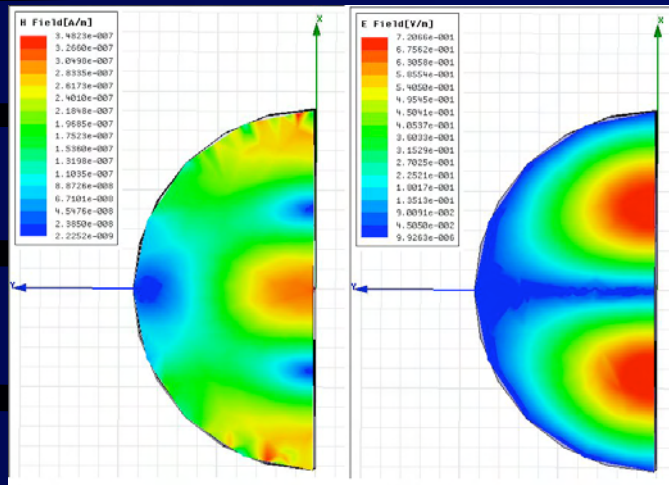 H Field[A/m]
3.4823e-007
3.2660e-007
3.0498e-007
2.8335e-007
2.6173e-007
2.4010e-007
2.1848e-007
1.9685e-007
1.7523e-007
1.5360e-007
1.3198e-007
1.1035e-007
8.8726e-008
6.7101e-008
4.5476e-008
2.3850e-008
2.2252e-009
X
Y
E Field[V/m]
7.2066e-001
6.7562e-001
6.3058e-001
5.8554e-001
5.4050e-001
4.9545e-001
4.5041e-001
4.0537e-001
3.6033e-001
3.1529e-001
2.7025e-001
2.2521e-001
1.8017e-001
1.3513e-001
9.0091e-002
4.5050e-002
9.9263e-006
X
Y